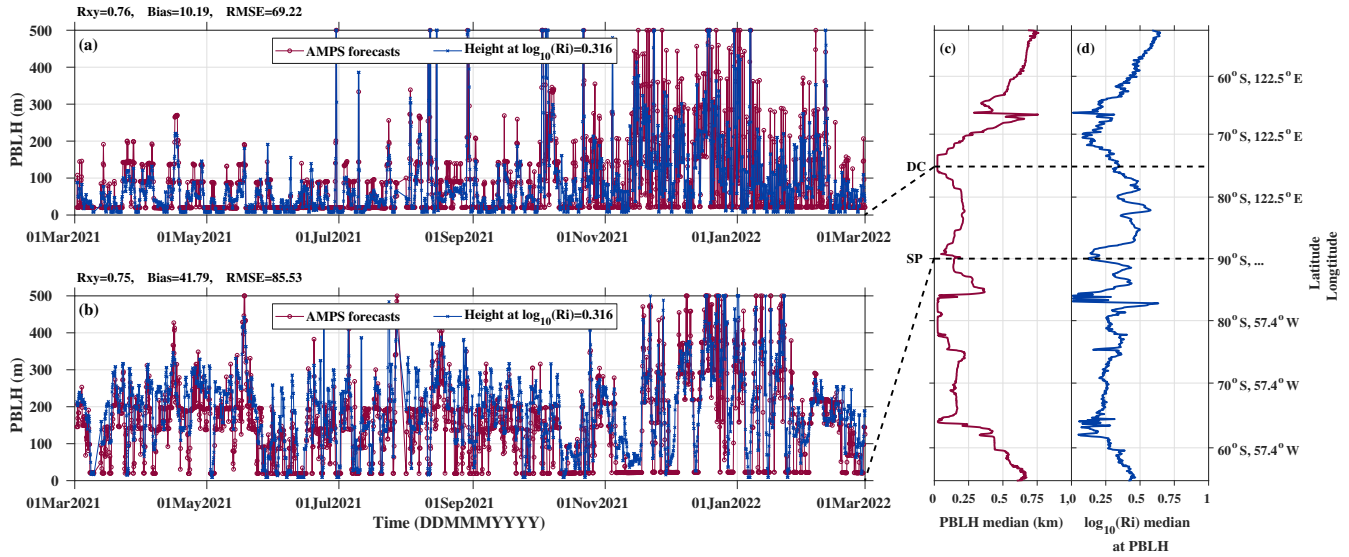 Rxy=0.76, Bias=10.19, RMSE=69.22
(a)
AMPS forecasts
Height at log10(Ri)=0.316
PBLH (m)
500
400
300
200
100
0
01Mar2021 01May2021 01Jul2021 01Sep2021 01Nov2021 01Jan2022 01Mar2022
Rxy=0.75, Bias=41.79, RMSE=85.53
(b)
AMPS forecasts
Height at log10(Ri)=0.316
PBLH (m)
500
400
300
200
100
0
01Mar2021 01May2021 01Jul2021 01Sep2021 01Nov2021 01Jan2022 01Mar2022
Time (DDMMMYYYY)
(c)
DC
SP
0 0.25 0.5 0.75 1,0 0.25 0.5 0.75 1
PBLH median (km)
(d)
log10(Ri) median
at PBLH
60° S, 122.5° E
70° S, 122.5° E
80° S, 122.5° E
90° S, ...
80° S, 57.4° W
70° S, 57.4° W
60° S, 57.4° W
Latitude
Longtitude